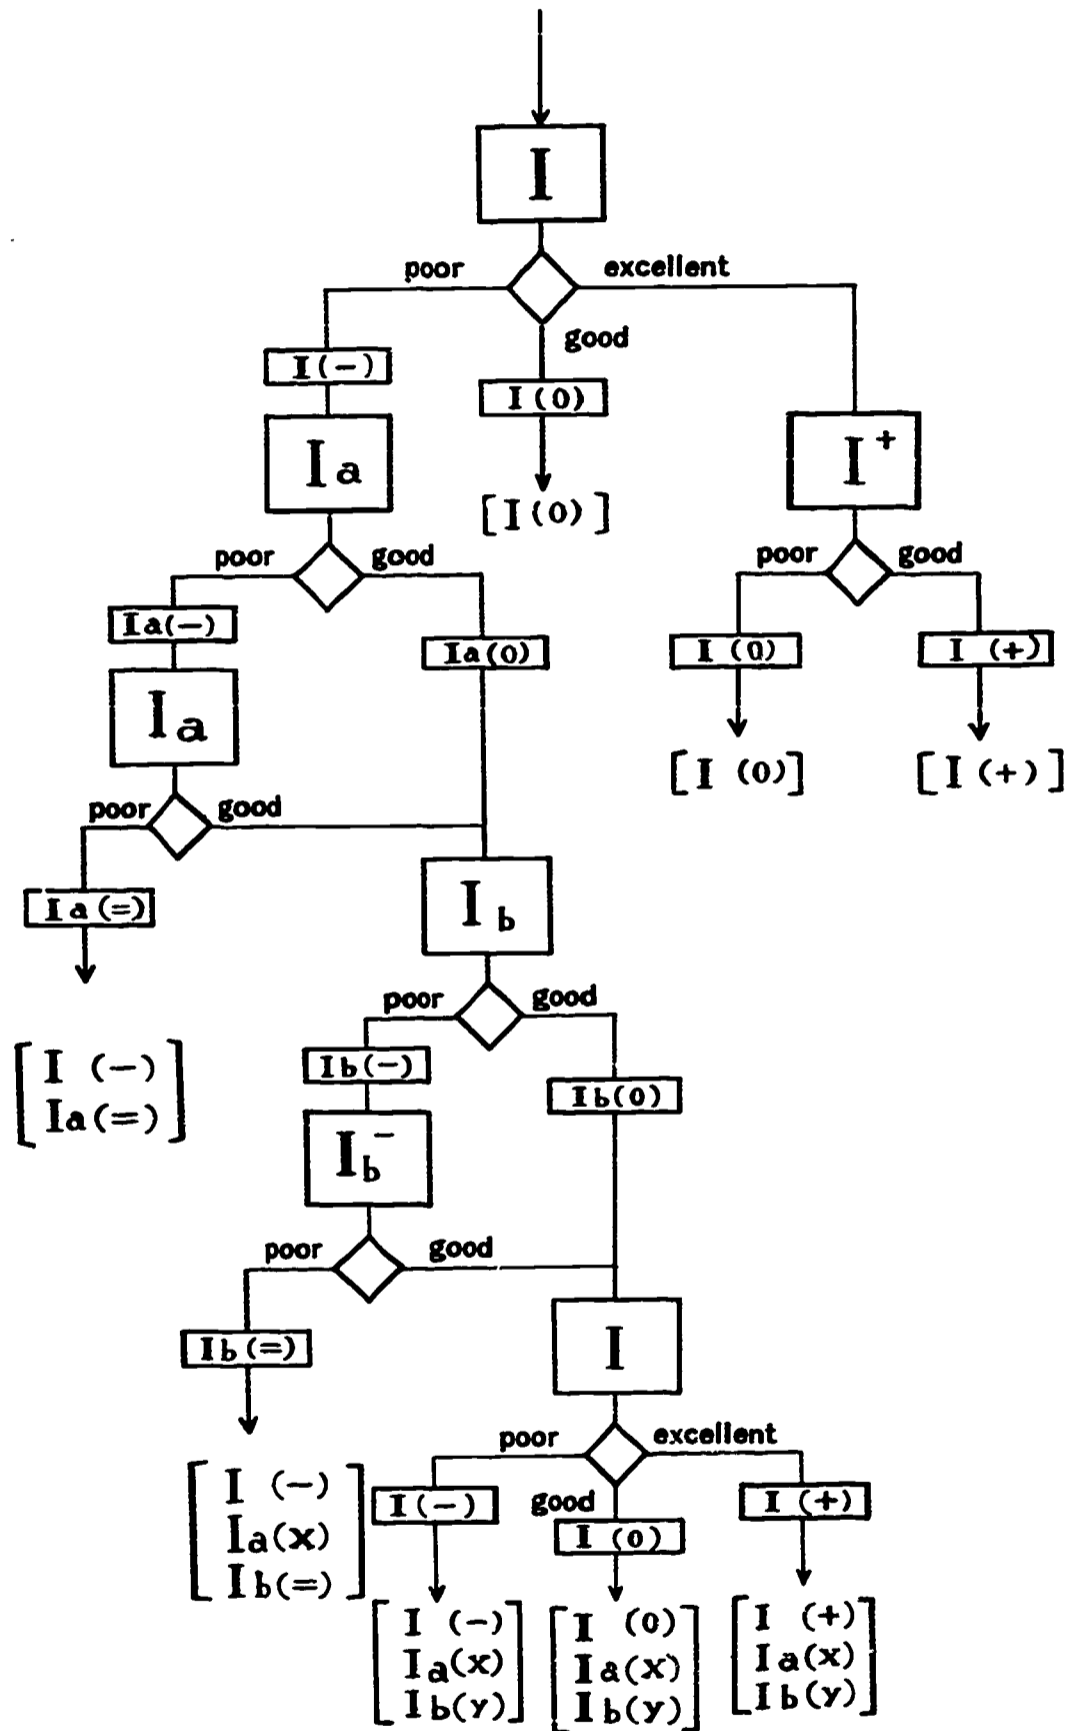 I
poor
excellent
good
I(-)
I(0)
Ia
I+
[I(0)]
poor
good
poor
good
Ia(-)
Ia(0)
I(0)
I(+)
Ia
[I(0)]
[I(+)]
poor
good
Ia(=)
Ib
poor
good
Ib(-)
Ib(0)
I(-)
Ia(=)
Ib-
poor
good
Ib(=)
I
poor
excellent
good
I(-)
I(+)
I(0)
I(-)
Ia(x)
Ib(=)
I(-)
Ia(x)
Ib(y)
I(0)
Ia(x)
Ib(y)
I(+)
Ia(x)
Ib(y)